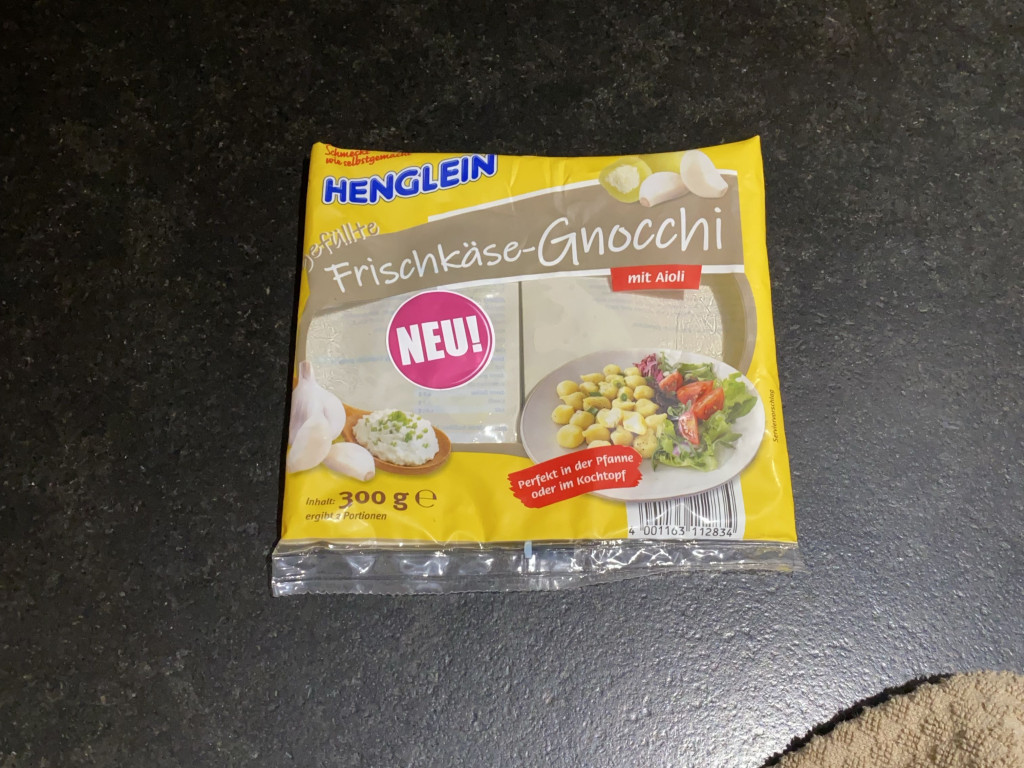 Schmeckt
wie selbstgemacht
HENGLEIN
gefüllte
Frischkäse-Gnocchi
mit Aioli
NEU!
Serviervorschlag
Perfekt in der Pfanne
oder im Kochtopf
Inhalt: 300 g ℮
ergibt 2 Portionen
4 001163 112834